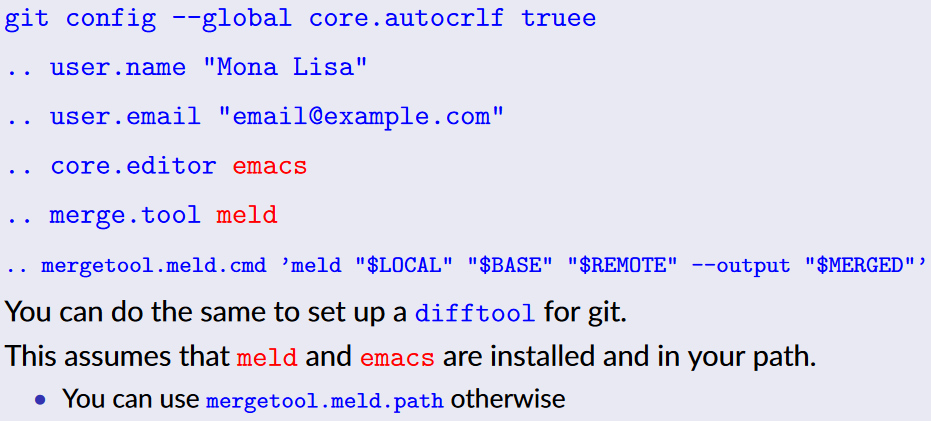 git config --global core.autocrlf truee
.. user.name "Mona Lisa"
.. user.email "email@example.com"
.. core.editor emacs
.. merge.tool meld
.. mergetool.meld.cmd ’meld "$LOCAL" "$BASE" "$REMOTE" --output "$MERGED"’
You can do the same to set up a difftool for git.
This assumes that meld and emacs are installed and in your path.
• You can use mergetool.meld.path otherwise